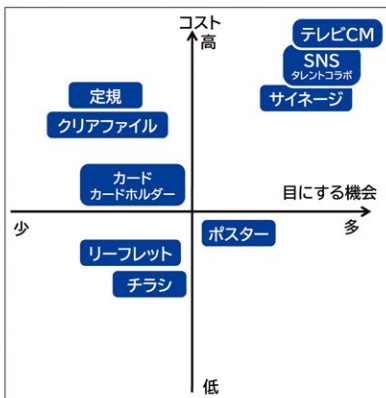 コスト
高
テレビCM
SNS
タレントコラボ
サイネージ
定規
クリアファイル
カード
カードホルダー
目にする機会
少
多
ポスター
リーフレット
チラシ
低